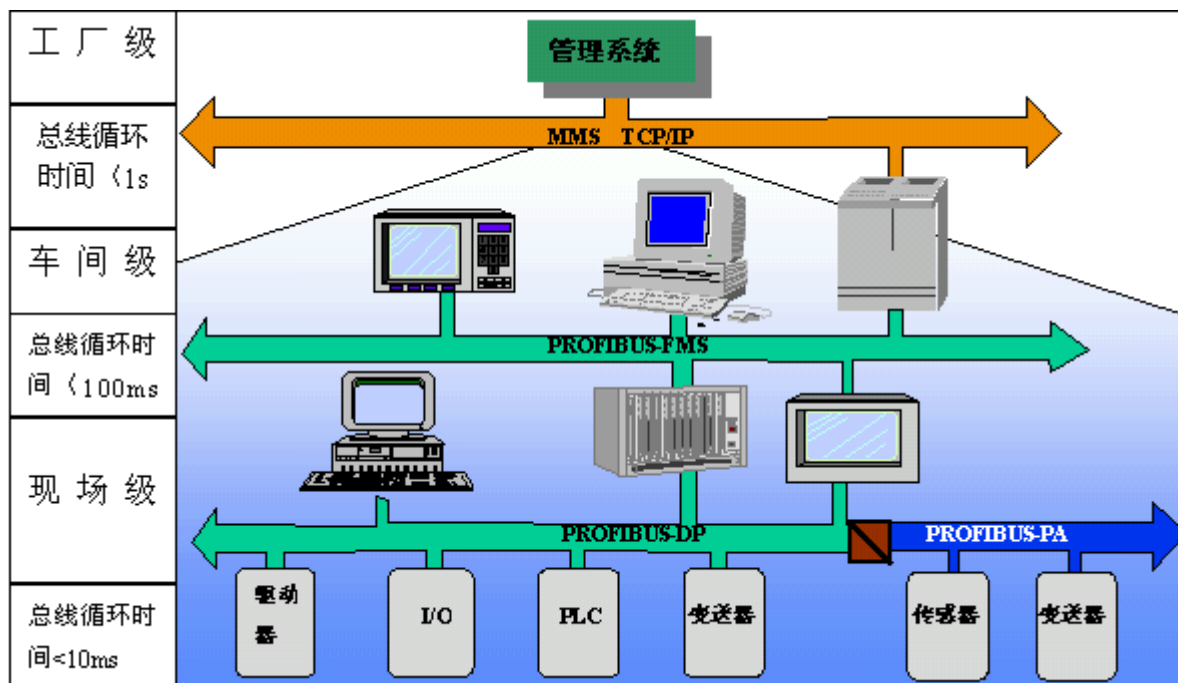 工厂级
管理系统
总线循环
时间〈1s
MMS TCP/IP
车间级
总线循环时
间〈100ms
PROFIBUS-FMS
现场级
PROFIBUS-DP
PROFIBUS-PA
总线循环时
间<10ms
驱动
器
I/O
PLC
变送器
传感器
变送器